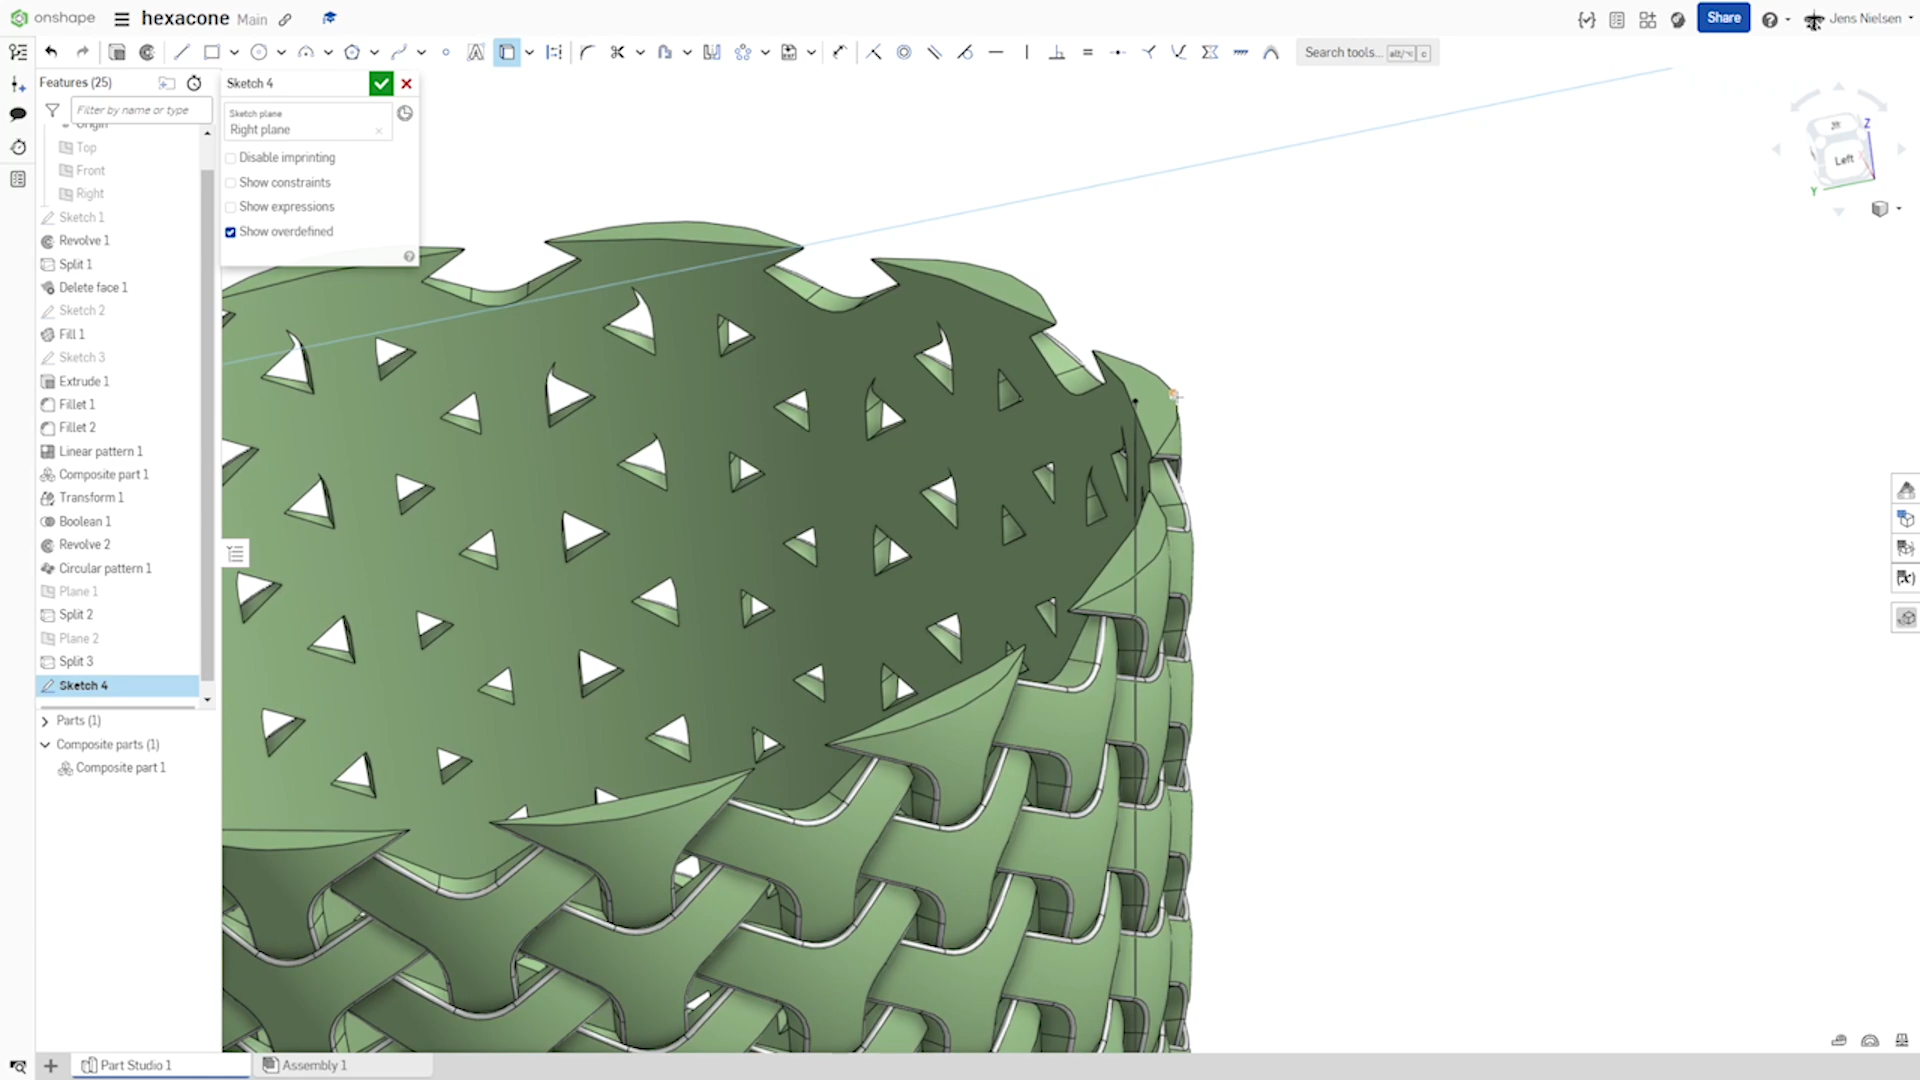 onshape
hexacone Main
Share
Jens Nielsen
Search tools... alt/⌥ c
Features (25)
Filter by name or type
Origin
Top
Front
Right
Sketch 1
Revolve 1
Split 1
Delete face 1
Sketch 2
Fill 1
Sketch 3
Extrude 1
Fillet 1
Fillet 2
Linear pattern 1
Composite part 1
Transform 1
Boolean 1
Revolve 2
Circular pattern 1
Plane 1
Split 2
Plane 2
Split 3
Sketch 4
Parts (1)
Composite parts (1)
Composite part 1
Sketch 4
Sketch plane
Right plane
Disable imprinting
Show constraints
Show expressions
Show overdefined
Z
Left
Y
Part Studio 1
Assembly 1